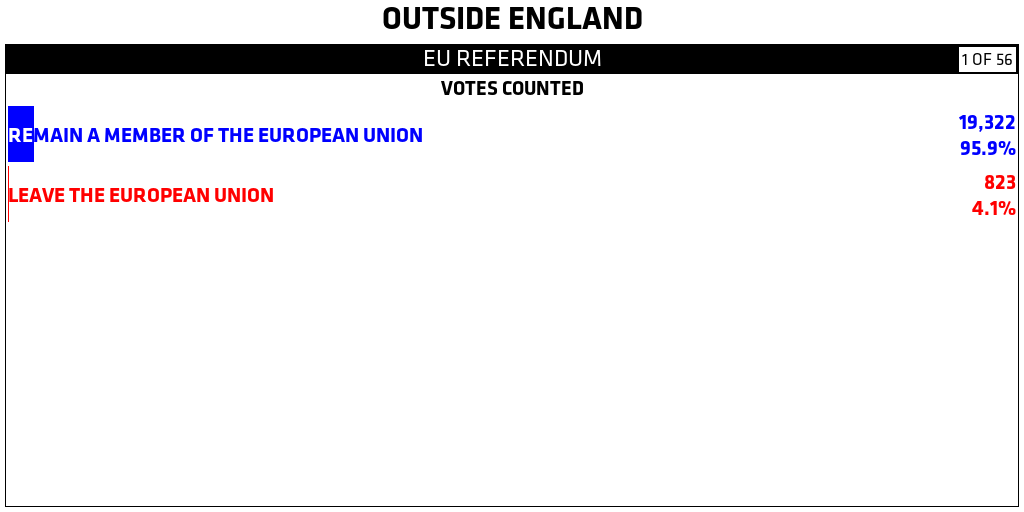 OUTSIDE ENGLAND
EU REFERENDUM
1 OF 56
VOTES COUNTED
REMAIN A MEMBER OF THE EUROPEAN UNION
19,322
95.9%
LEAVE THE EUROPEAN UNION
823
4.1%